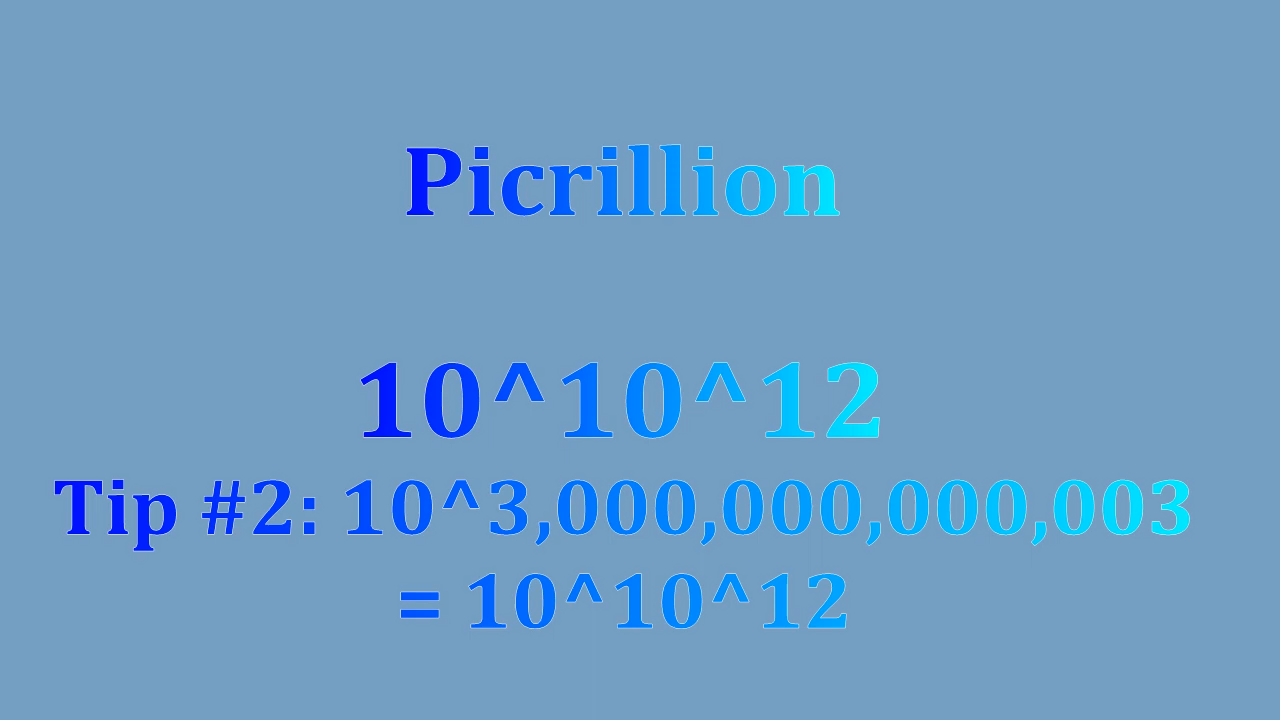 Picrillion
10^10^12
Tip #2: 10^3,000,000,000,003
= 10^10^12